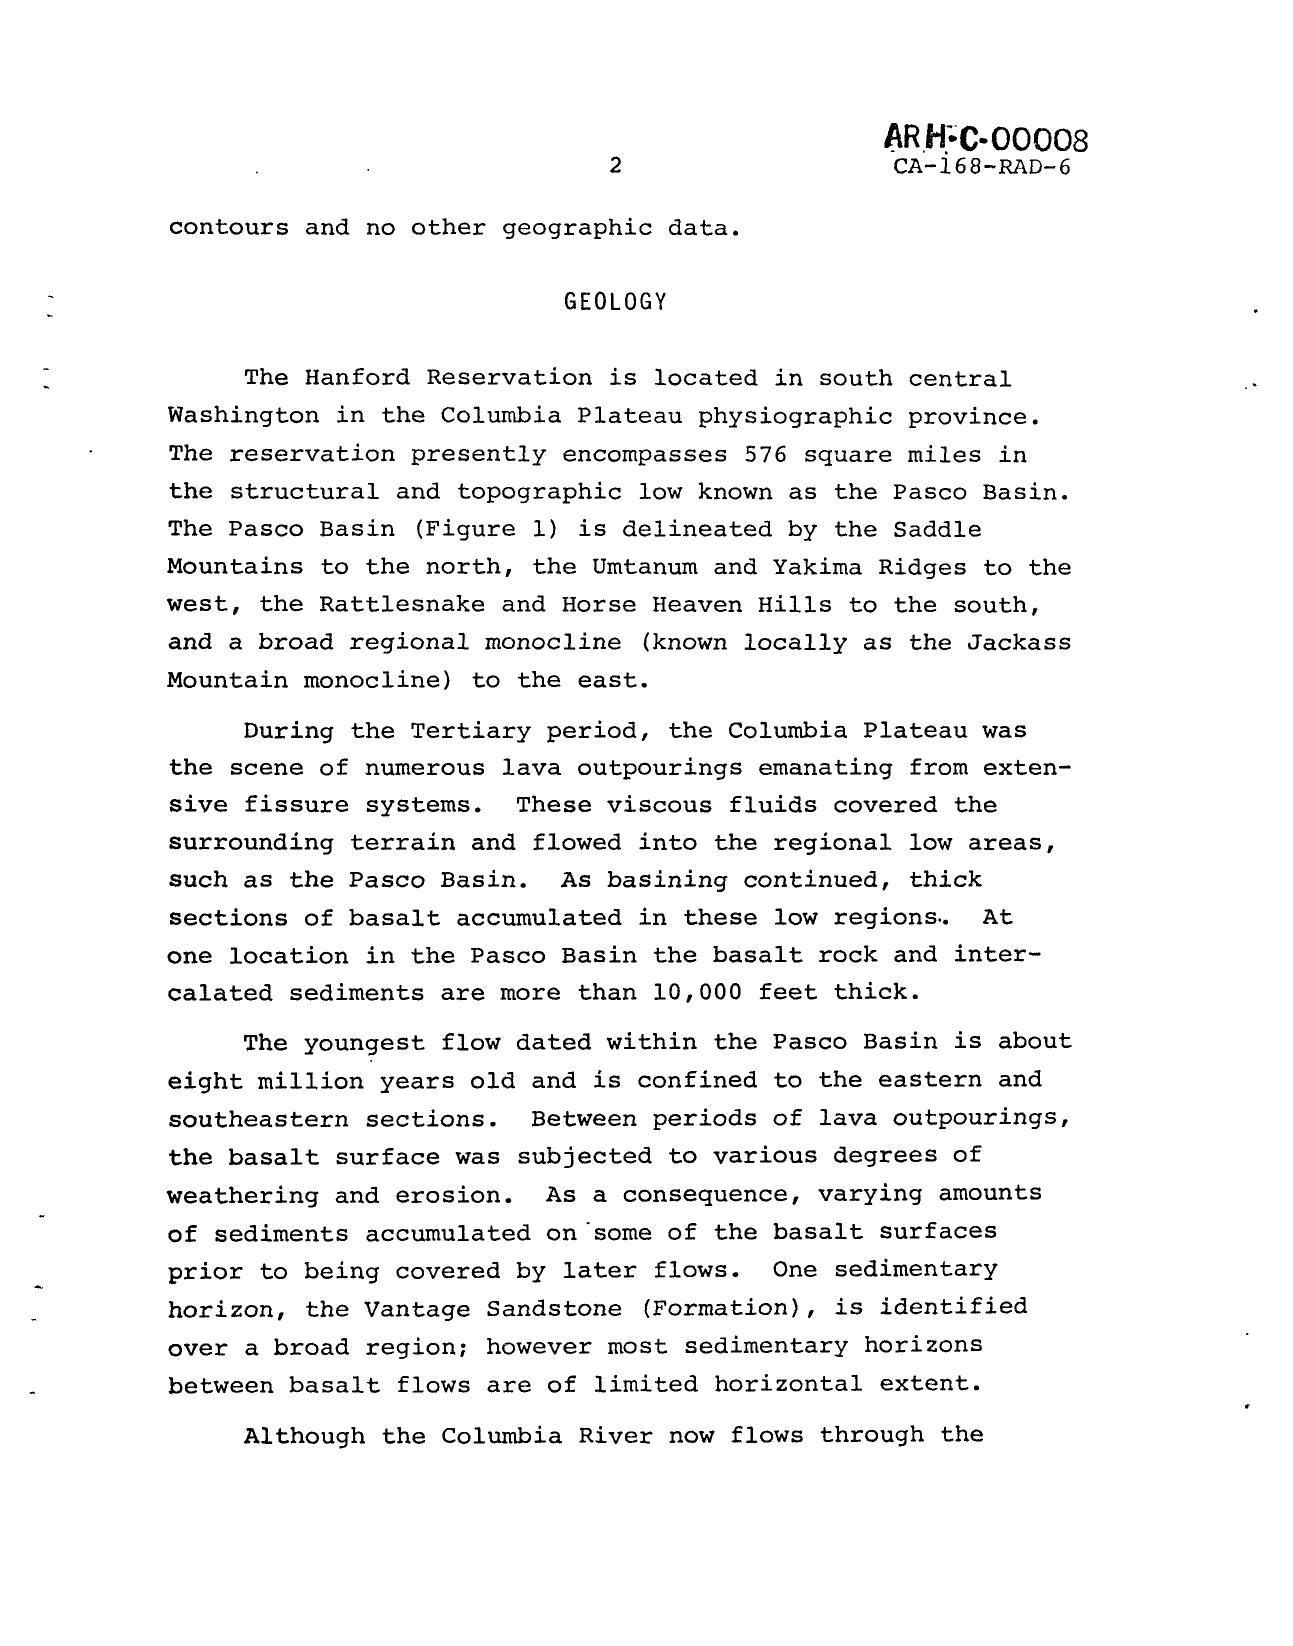 ARH-C-00008
2
CA-168-RAD-6
contours and no other geographic data.
GEOLOGY
The Hanford Reservation is located in south central
Washington in the Columbia Plateau physiographic province.
The reservation presently encompasses 576 square miles in
the structural and topographic low known as the Pasco Basin.
The Pasco Basin (Figure 1) is delineated by the Saddle
Mountains to the north, the Umtanum and Yakima Ridges to the
west, the Rattlesnake and Horse Heaven Hills to the south,
and a broad regional monocline (known locally as the Jackass
Mountain monocline) to the east.
During the Tertiary period, the Columbia Plateau was
the scene of numerous lava outpourings emanating from exten-
sive fissure systems. These viscous fluids covered the
surrounding terrain and flowed into the regional low areas,
such as the Pasco Basin. As basining continued, thick
sections of basalt accumulated in these low regions. At
one location in the Pasco Basin the basalt rock and inter-
calated sediments are more than 10,000 feet thick.
The youngest flow dated within the Pasco Basin is about
eight million years old and is confined to the eastern and
southeastern sections. Between periods of lava outpourings,
the basalt surface was subjected to various degrees of
weathering and erosion. As a consequence, varying amounts
of sediments accumulated on some of the basalt surfaces
prior to being covered by later flows. One sedimentary
horizon, the Vantage Sandstone (Formation), is identified
over a broad region; however most sedimentary horizons
between basalt flows are of limited horizontal extent.
Although the Columbia River now flows through the